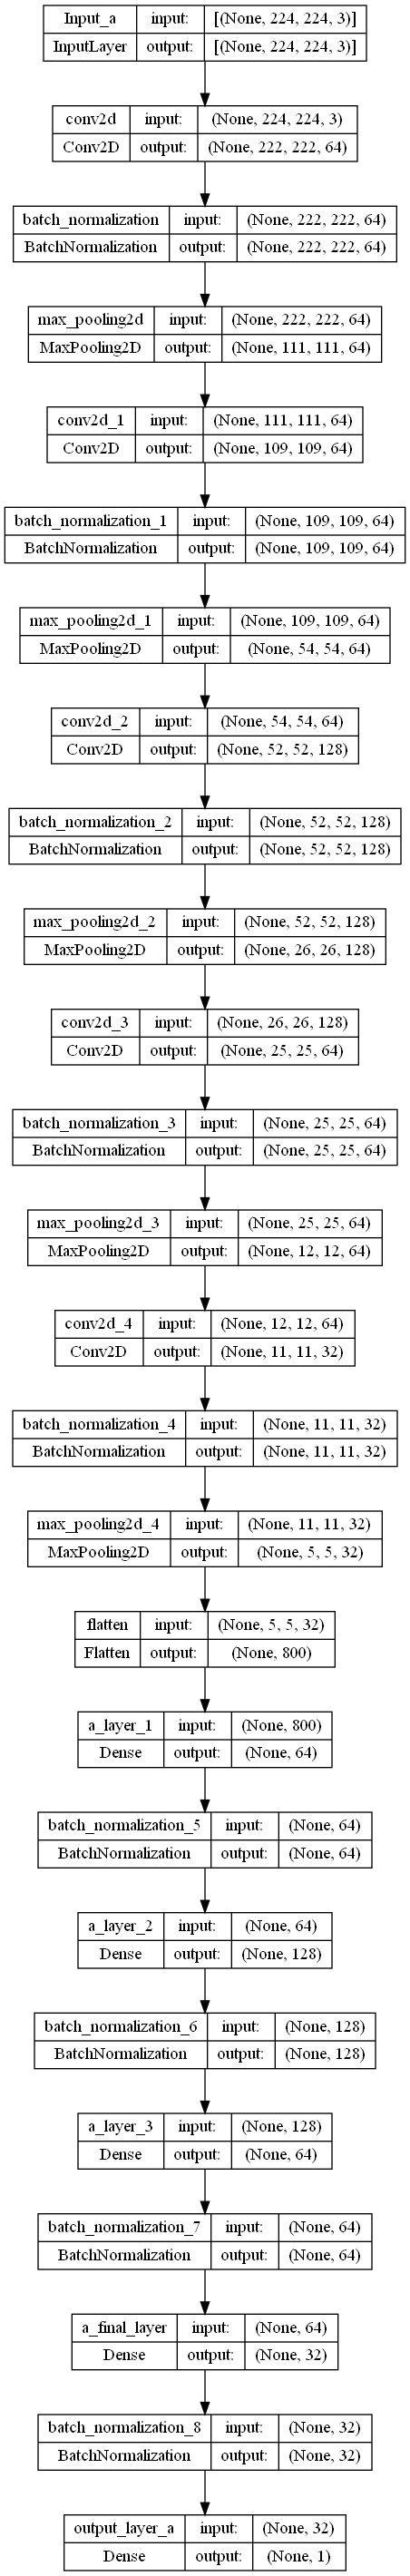 Input_a input: [(None, 224, 224, 3)]
InputLayer output: [(None, 224, 224, 3)]
conv2d input: (None, 224, 224, 3)
Conv2D output: (None, 222, 222, 64)
batch_normalization input: (None, 222, 222, 64)
BatchNormalization output: (None, 222, 222, 64)
max_pooling2d input: (None, 222, 222, 64)
MaxPooling2D output: (None, 111, 111, 64)
conv2d_1 input: (None, 111, 111, 64)
Conv2D output: (None, 109, 109, 64)
batch_normalization_1 input: (None, 109, 109, 64)
BatchNormalization output: (None, 109, 109, 64)
max_pooling2d_1 input: (None, 109, 109, 64)
MaxPooling2D output: (None, 54, 54, 64)
conv2d_2 input: (None, 54, 54, 64)
Conv2D output: (None, 52, 52, 128)
batch_normalization_2 input: (None, 52, 52, 128)
BatchNormalization output: (None, 52, 52, 128)
max_pooling2d_2 input: (None, 52, 52, 128)
MaxPooling2D output: (None, 26, 26, 128)
conv2d_3 input: (None, 26, 26, 128)
Conv2D output: (None, 25, 25, 64)
batch_normalization_3 input: (None, 25, 25, 64)
BatchNormalization output: (None, 25, 25, 64)
max_pooling2d_3 input: (None, 25, 25, 64)
MaxPooling2D output: (None, 12, 12, 64)
conv2d_4 input: (None, 12, 12, 64)
Conv2D output: (None, 11, 11, 32)
batch_normalization_4 input: (None, 11, 11, 32)
BatchNormalization output: (None, 11, 11, 32)
max_pooling2d_4 input: (None, 11, 11, 32)
MaxPooling2D output: (None, 5, 5, 32)
flatten input: (None, 5, 5, 32)
Flatten output: (None, 800)
a_layer_1 input: (None, 800)
Dense output: (None, 64)
batch_normalization_5 input: (None, 64)
BatchNormalization output: (None, 64)
a_layer_2 input: (None, 64)
Dense output: (None, 128)
batch_normalization_6 input: (None, 128)
BatchNormalization output: (None, 128)
a_layer_3 input: (None, 128)
Dense output: (None, 64)
batch_normalization_7 input: (None, 64)
BatchNormalization output: (None, 64)
a_final_layer input: (None, 64)
Dense output: (None, 32)
batch_normalization_8 input: (None, 32)
BatchNormalization output: (None, 32)
output_layer_a input: (None, 32)
Dense output: (None, 1)